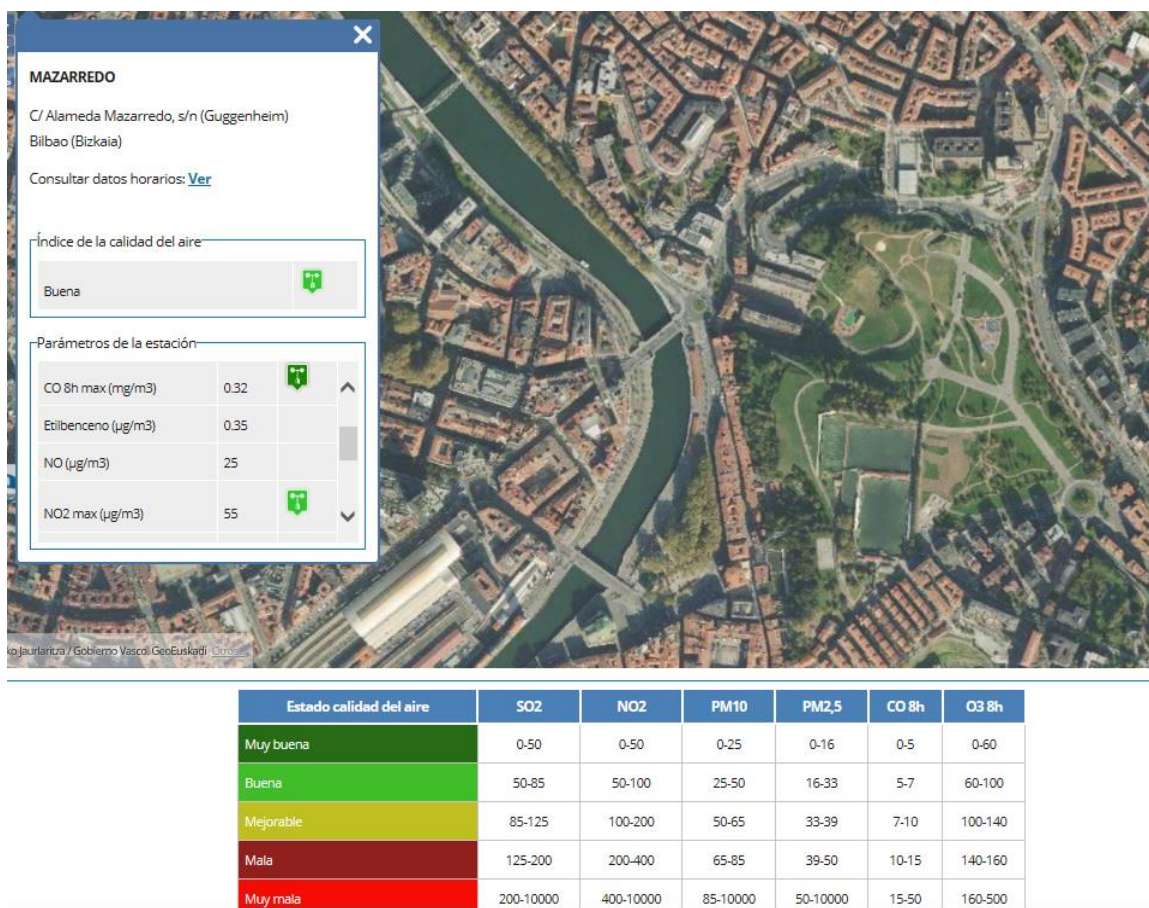 MAZARREDO
C/ Alameda Mazarredo, s/n (Guggenheim)
Bilbao (Bizkaia)
Consultar datos horarios: Ver
Índice de la calidad del aire
Buena
Parámetros de la estación
CO 8h max (mg/m3) 0.32
Etilbenceno (µg/m3) 0.35
NO (µg/m3) 25
NO2 max (µg/m3) 55
ko Jaurlaritza / Gobierno Vasco. GeoEuskadi Otros...
Estado calidad del aire SO2 NO2 PM10 PM2,5 CO 8h O3 8h
Muy buena 0-50 0-50 0-25 0-16 0-5 0-60
Buena 50-85 50-100 25-50 16-33 5-7 60-100
Mejorable 85-125 100-200 50-65 33-39 7-10 100-140
Mala 125-200 200-400 65-85 39-50 10-15 140-160
Muy mala 200-10000 400-10000 85-10000 50-10000 15-50 160-500